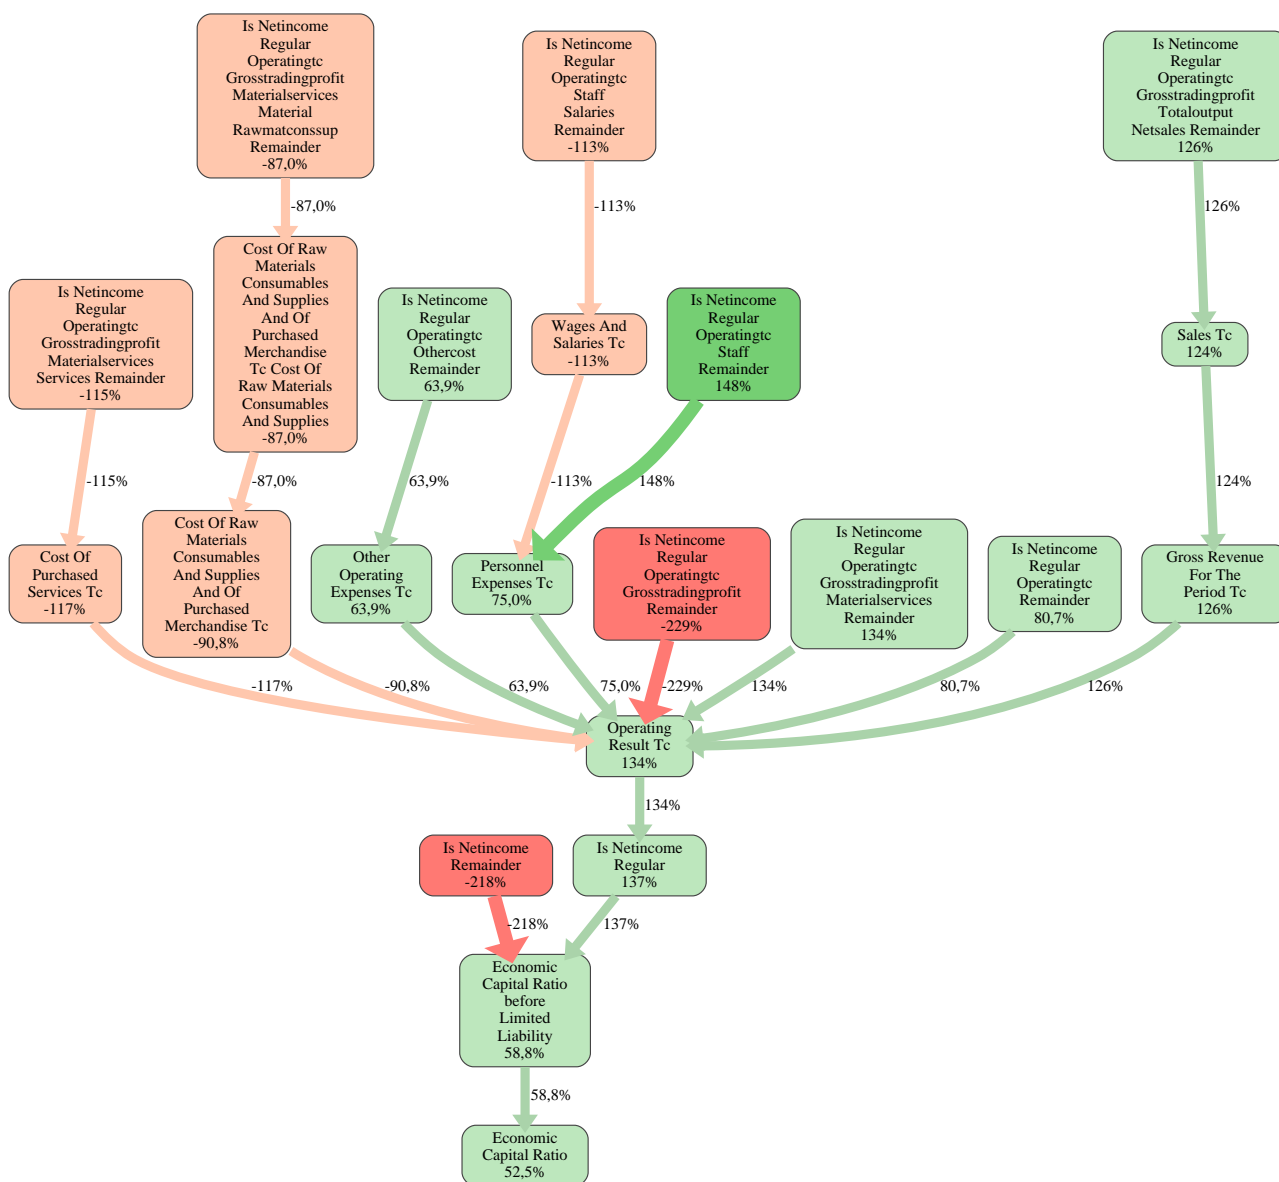 Is Netincome
Regular
Operatingtc
Grosstradingprofit
Materialservices
Material
Rawmatconssup
Remainder
-87,0%
Is Netincome
Regular
Operatingtc
Staff
Salaries
Remainder
-113%
Is Netincome
Regular
Operatingtc
Grosstradingprofit
Totaloutput
Netsales Remainder
126%
-87,0%
-113%
126%
Is Netincome
Regular
Operatingtc
Grosstradingprofit
Materialservices
Services Remainder
-115%
Cost Of Raw
Materials
Consumables
And Supplies
And Of
Purchased
Merchandise
Tc Cost Of
Raw Materials
Consumables
And Supplies
-87,0%
Is Netincome
Regular
Operatingtc
Othercost
Remainder
63,9%
Wages And
Salaries Tc
-113%
Is Netincome
Regular
Operatingtc
Staff
Remainder
148%
Sales Tc
124%
-115%
-87,0%
63,9%
-113%
148%
124%
Cost Of
Purchased
Services Tc
-117%
Cost Of Raw
Materials
Consumables
And Supplies
And Of
Purchased
Merchandise Tc
-90,8%
Other
Operating
Expenses Tc
63,9%
Personnel
Expenses Tc
75,0%
Is Netincome
Regular
Operatingtc
Grosstradingprofit
Remainder
-229%
Is Netincome
Regular
Operatingtc
Grosstradingprofit
Materialservices
Remainder
134%
Is Netincome
Regular
Operatingtc
Remainder
80,7%
Gross Revenue
For The
Period Tc
126%
-117%
-90,8%
63,9%
75,0%
-229%
134%
80,7%
126%
Operating
Result Tc
134%
134%
Is Netincome
Remainder
-218%
Is Netincome
Regular
137%
-218%
137%
Economic
Capital Ratio
before
Limited
Liability
58,8%
58,8%
Economic
Capital Ratio
52,5%